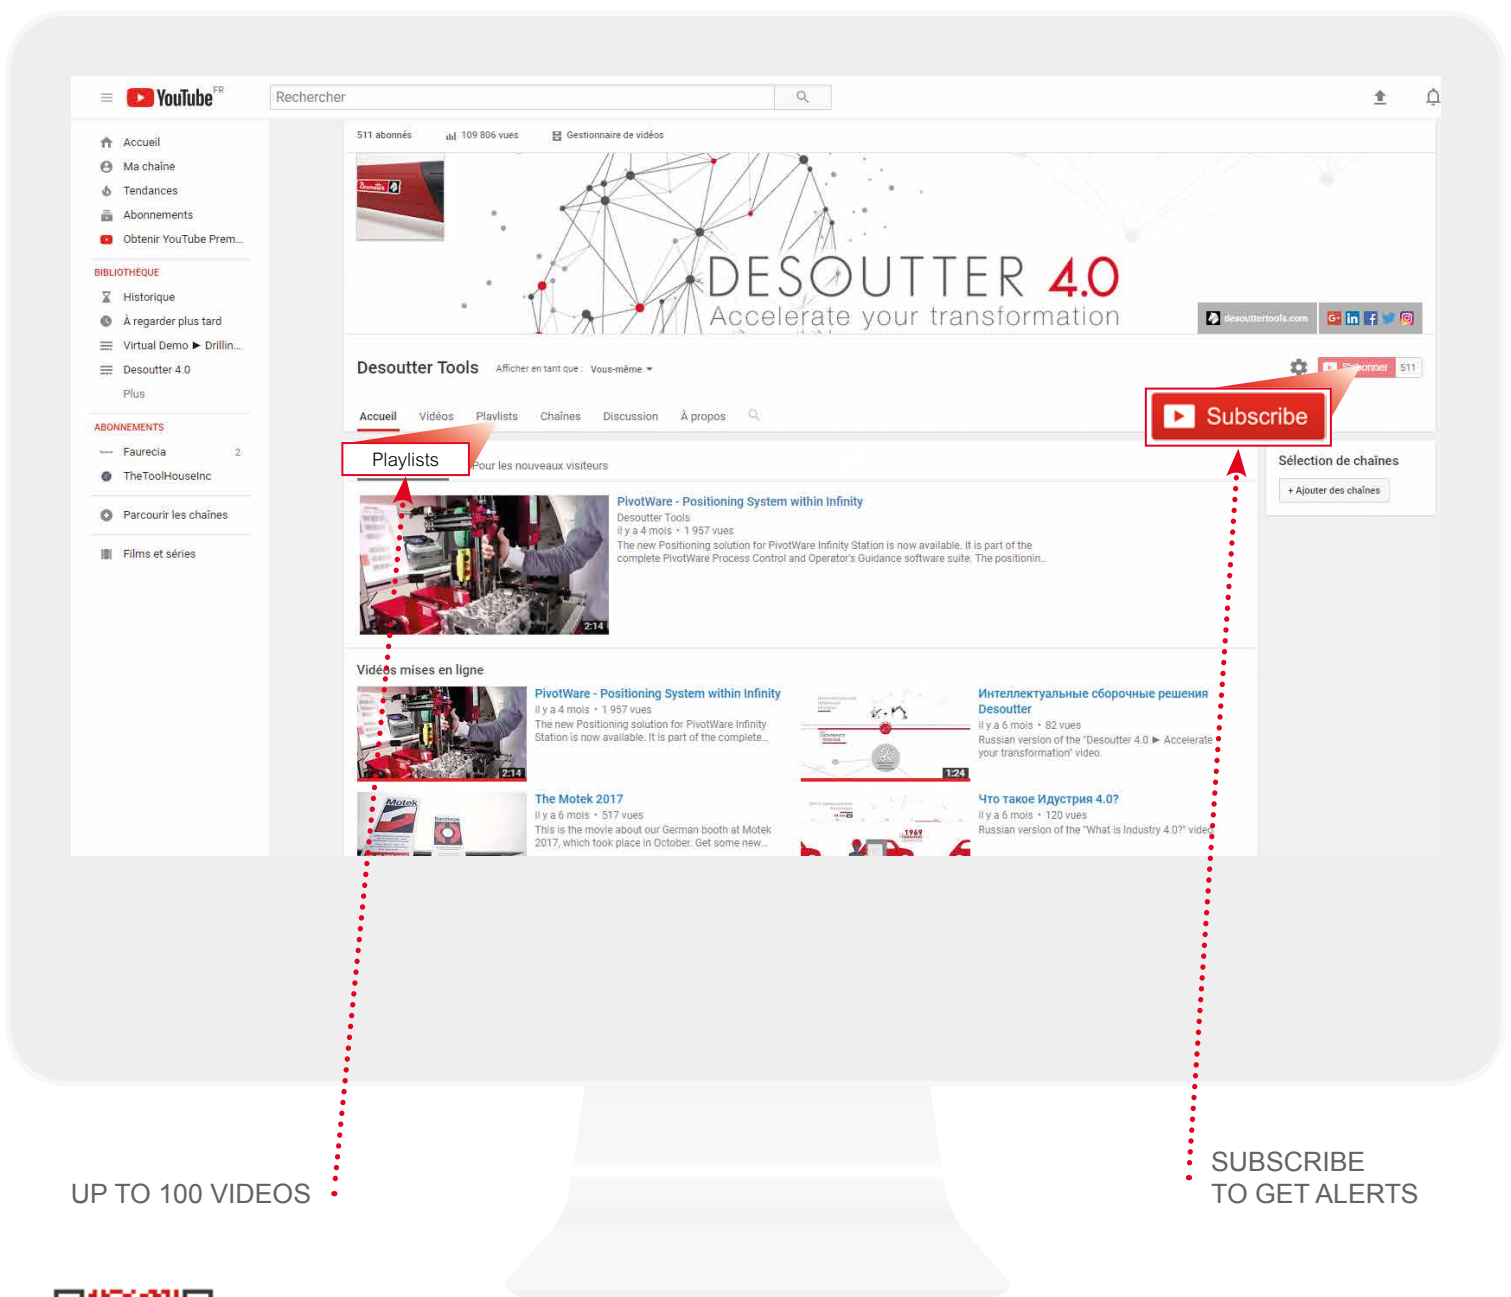 YouTube FR
Rechercher
Accueil
Ma chaîne
Tendances
Abonnements
Obtenir YouTube Prem...
BIBLIOTHÈQUE
Historique
À regarder plus tard
Virtual Demo ► Drillin...
Desoutter 4.0
Plus
ABONNEMENTS
Faurecia 2
TheToolHouseInc
Parcourir les chaînes
Films et séries
511 abonnés 109 806 vues Gestionnaire de vidéos
Desoutter
DESOUTTER 4.0
Accelerate your transformation
desouttertools.com
Desoutter Tools Afficher en tant que : Vous-même
511
Accueil Vidéos Playlists Chaînes Discussion À propos
Subscribe
Playlists
Pour les nouveaux visiteurs
PivotWare - Positioning System within Infinity
Desoutter Tools
il y a 4 mois • 1 957 vues
The new Positioning solution for PivotWare Infinity Station is now available. It is part of the
complete PivotWare Process Control and Operator's Guidance software suite. The positionin...
2:14
Sélection de chaînes
+ Ajouter des chaînes
Vidéos mises en ligne
PivotWare - Positioning System within Infinity
il y a 4 mois • 1 957 vues
The new Positioning solution for PivotWare Infinity
Station is now available. It is part of the complete...
2:14
Интеллектуальные сборочные решения
Desoutter
il y a 6 mois • 82 vues
Russian version of the "Desoutter 4.0 ► Accelerate
your transformation" video.
1:24
The Motek 2017
il y a 6 mois • 517 vues
This is the movie about our German booth at Motek
2017, which took place in October. Get some new...
Motek
Что такое Идустрия 4.0?
il y a 6 mois • 120 vues
Russian version of the "What is Industry 4.0?" video
1969
UP TO 100 VIDEOS
SUBSCRIBE
TO GET ALERTS